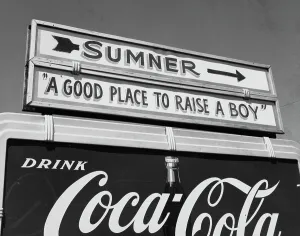 SUMNER
"A GOOD PLACE TO RAISE A BOY"
DRINK
Coca-Cola